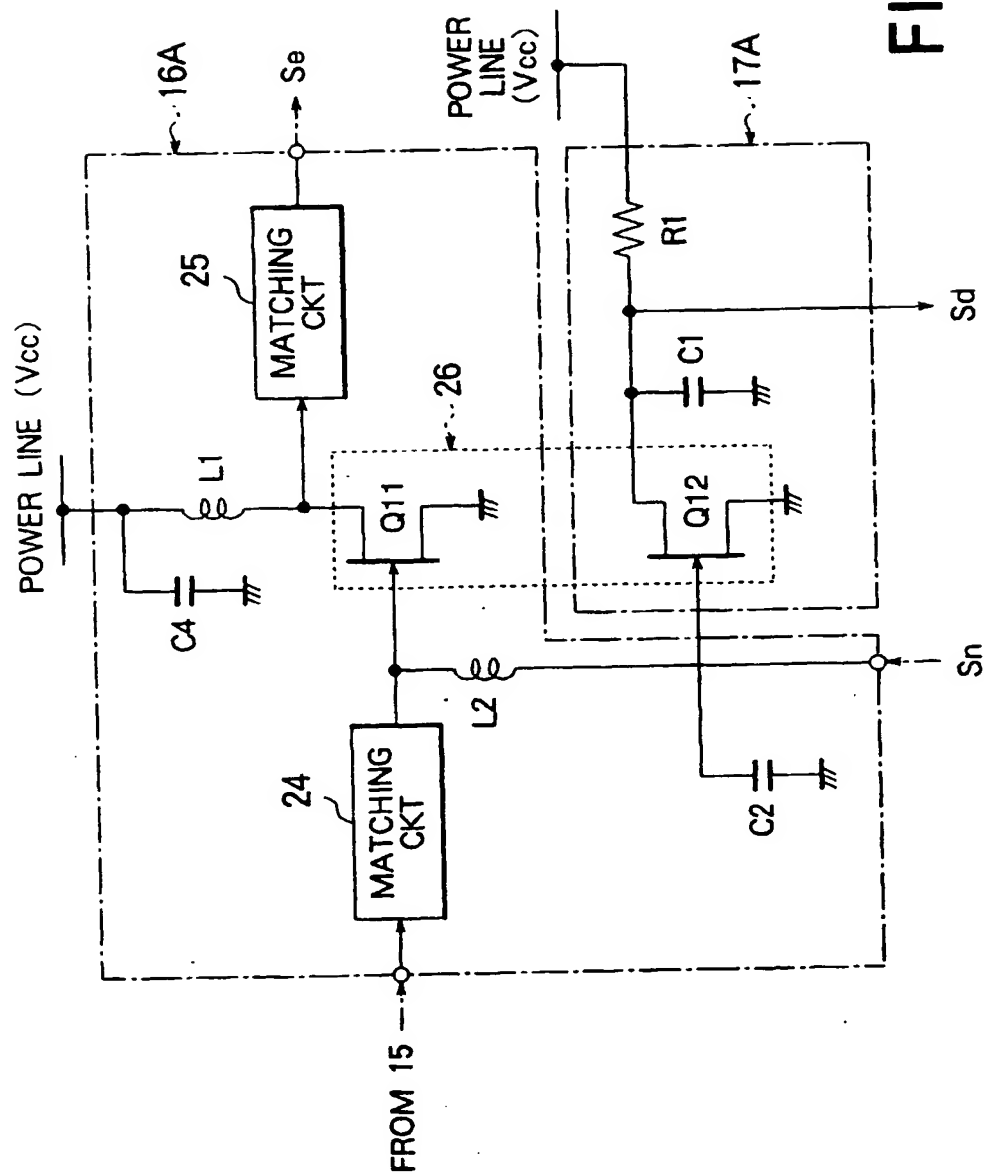 POWER LINE (Vcc)
16A
Se
25
MATCHING
CKT
L1
C4
26
Q11
POWER
LINE
(Vcc)
17A
R1
C1
Sd
Q12
24
MATCHING
CKT
L2
C2
Sn
FROM 15
FI